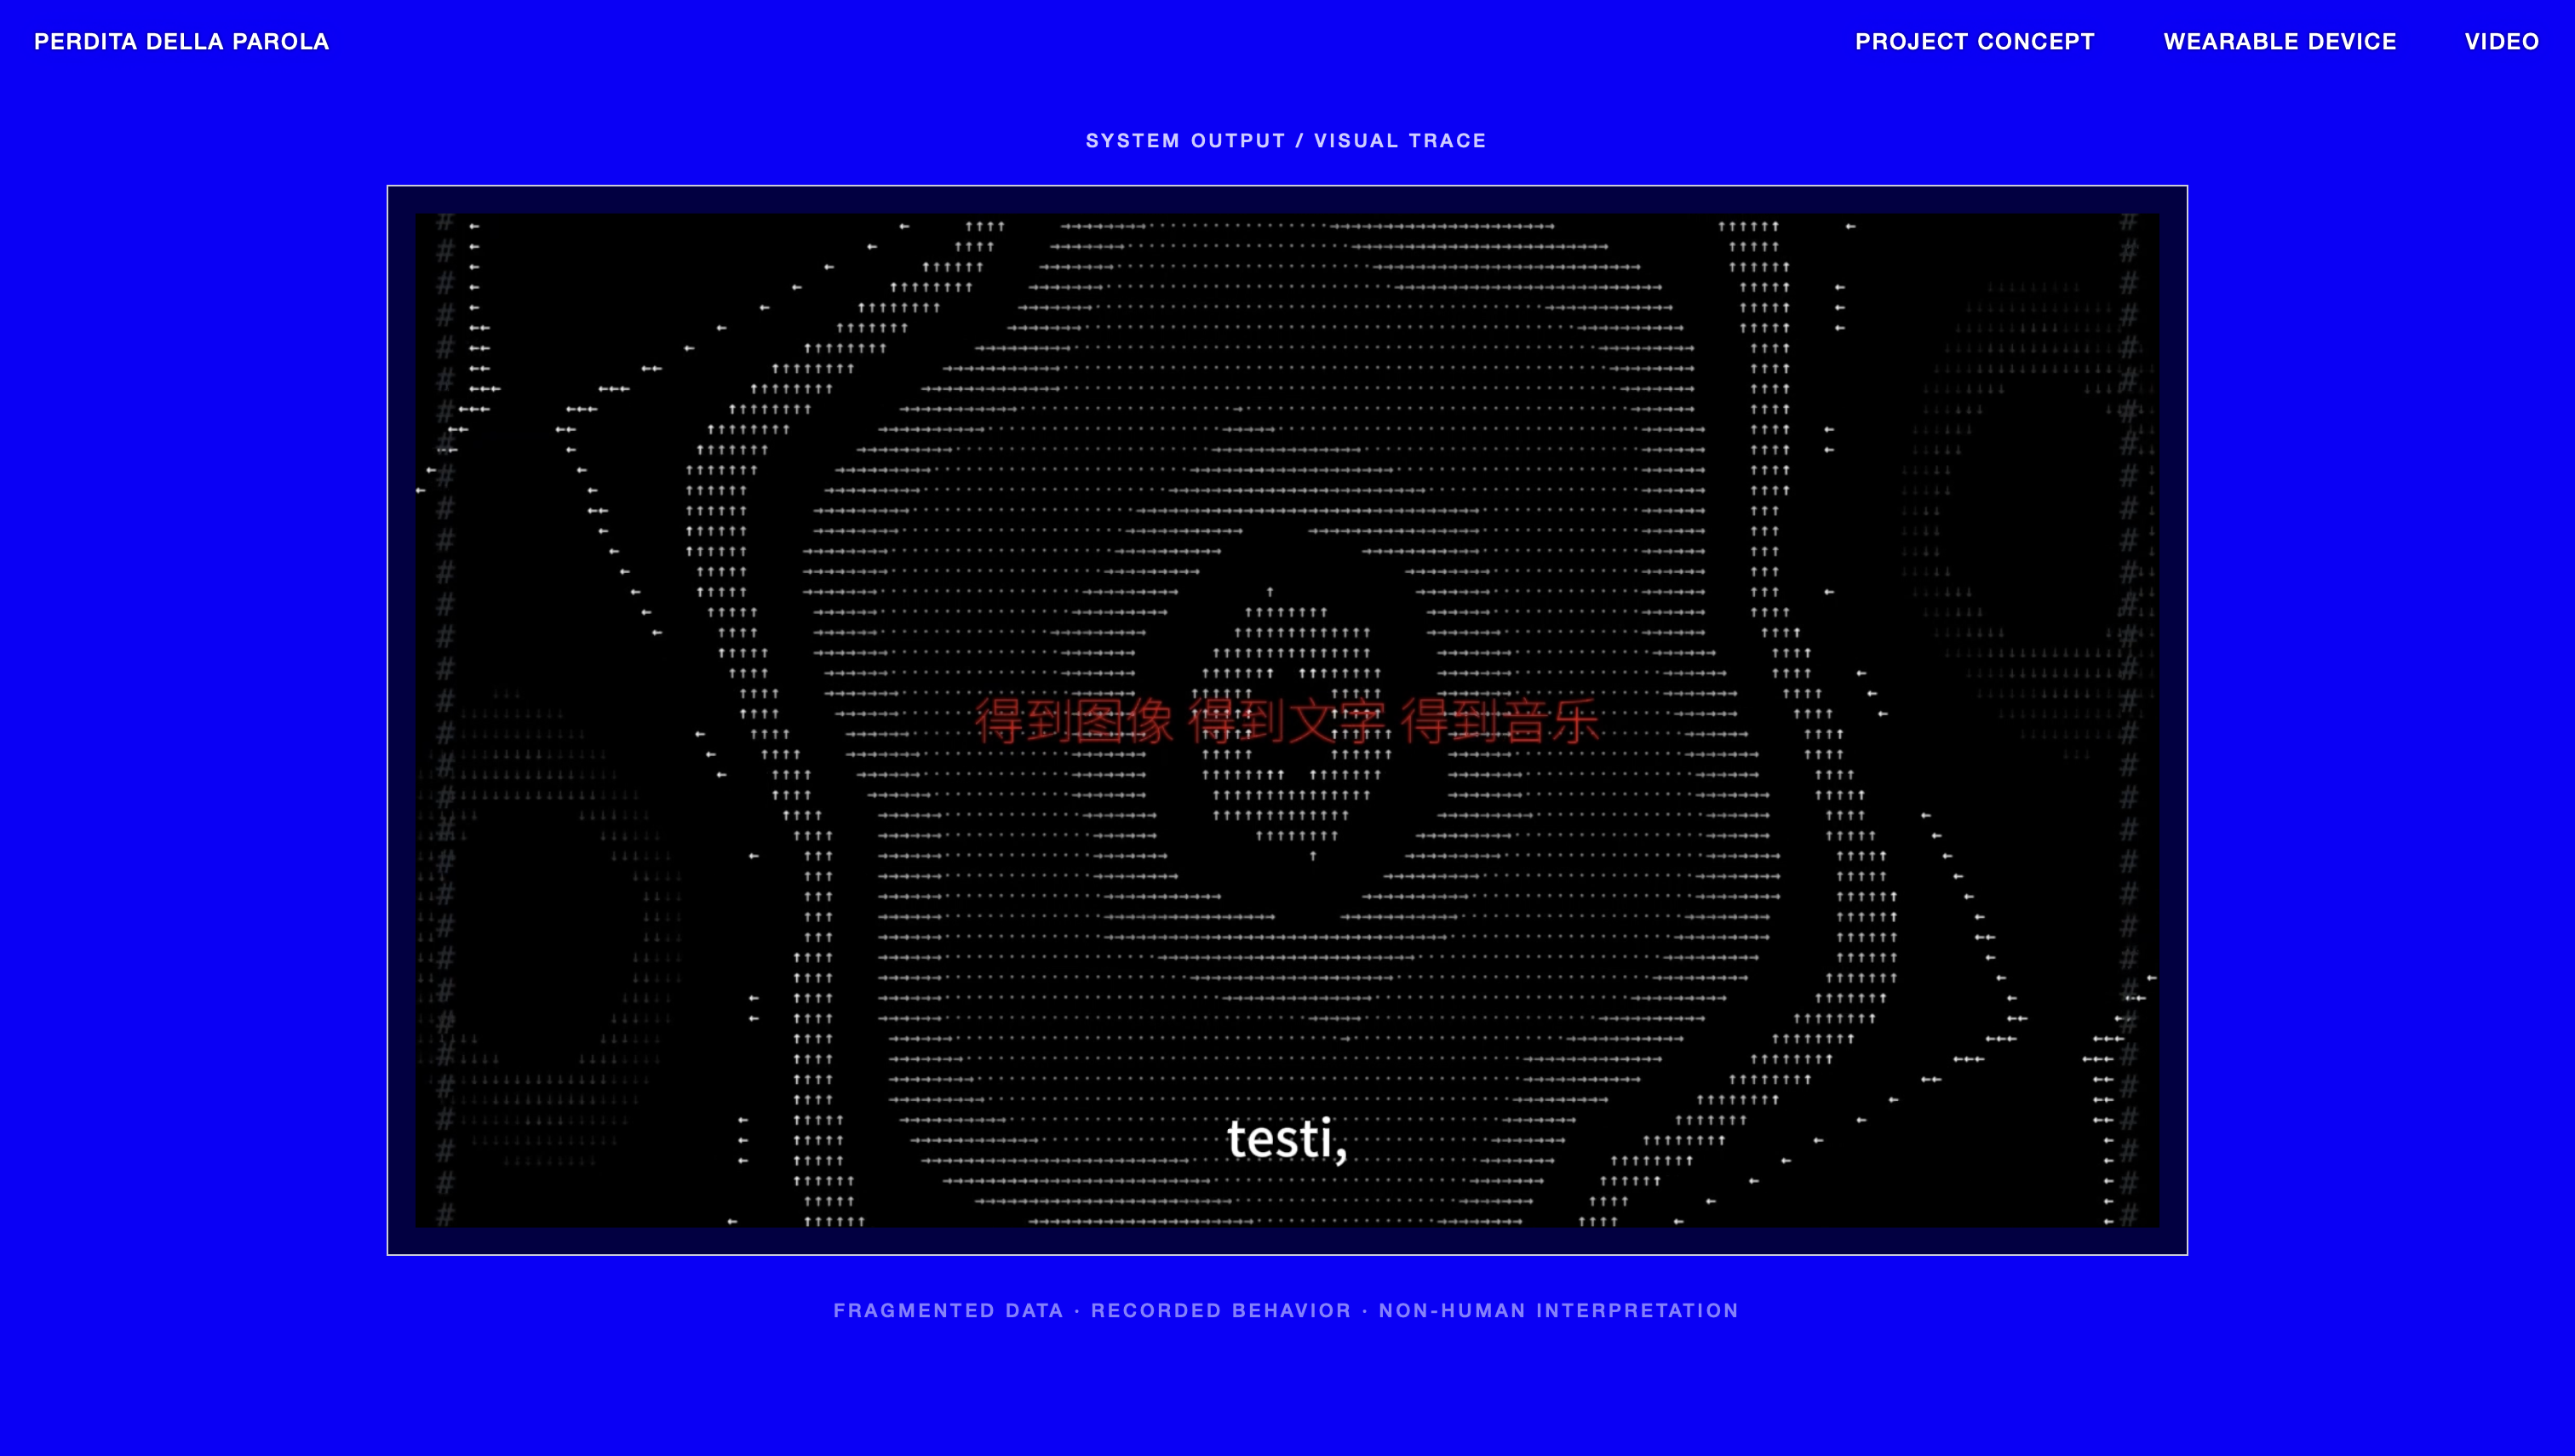 PERDITA DELLA PAROLA
PROJECT CONCEPT WEARABLE DEVICE VIDEO
SYSTEM OUTPUT / VISUAL TRACE
得到图像 得到文字 得到音乐
testi,
FRAGMENTED DATA · RECORDED BEHAVIOR · NON-HUMAN INTERPRETATION